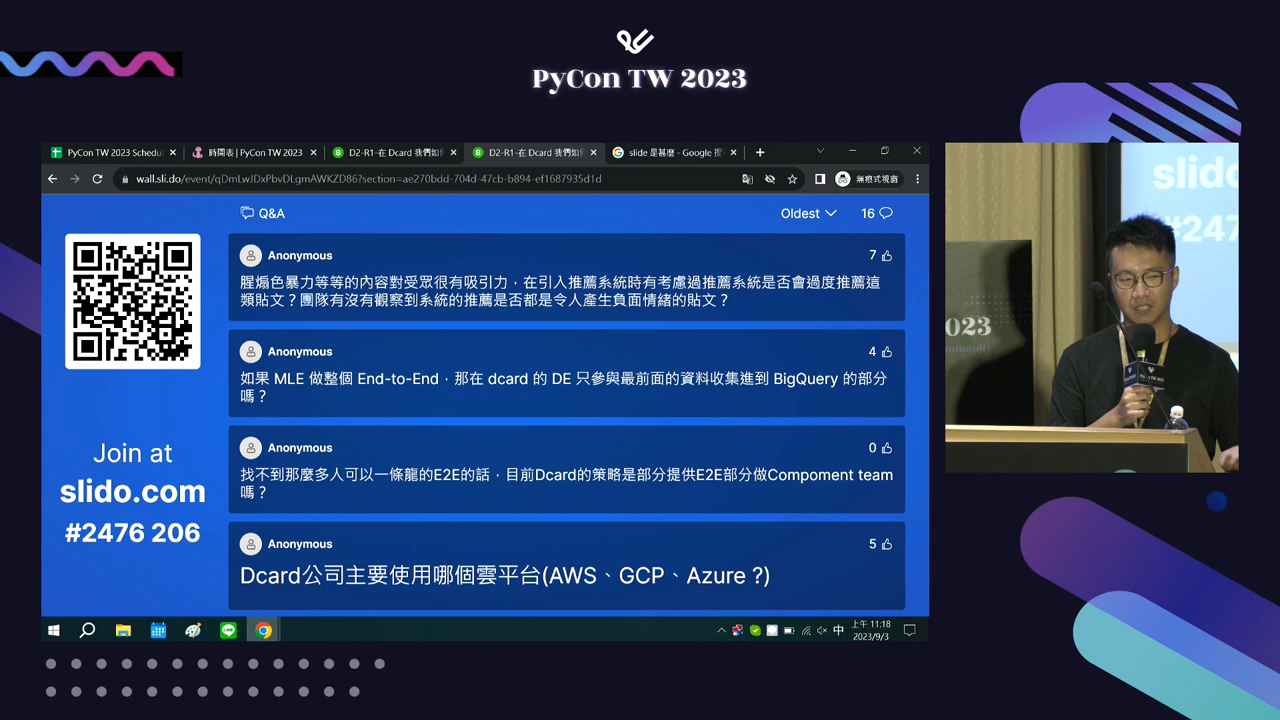 PyCon TW 2023
PyCon TW 2023 Schedul
時間表 | PyCon TW 2023
D2-R1-在 Dcard 我們如何
D2-R1-在 Dcard 我們如何
slide 是甚麼 - Google 搜
wall.sli.do/event/qDmLwJDxPbvDLgmAWKZD86?section=ae270bdd-704d-47cb-b894-ef1687935d1d
無痕式視窗
Q&A
Oldest
16
Anonymous
7
腥煽色暴力等等的內容對受眾很有吸引力，在引入推薦系統時有考慮過推薦系統是否會過度推薦這
類貼文？團隊有沒有觀察到系統的推薦是否都是令人產生負面情緒的貼文？
Anonymous
4
如果 MLE 做整個 End-to-End，那在 dcard 的 DE 只參與最前面的資料收集進到 BigQuery 的部分
嗎？
Anonymous
0
找不到那麼多人可以一條龍的E2E的話，目前Dcard的策略是部分提供E2E部分做Compoment team
嗎？
Anonymous
5
Dcard公司主要使用哪個雲平台(AWS、GCP、Azure ?)
Join at
slido.com
#2476 206
中
上午 11:18
2023/9/3
slido
#247
023
PyCon TW 2023